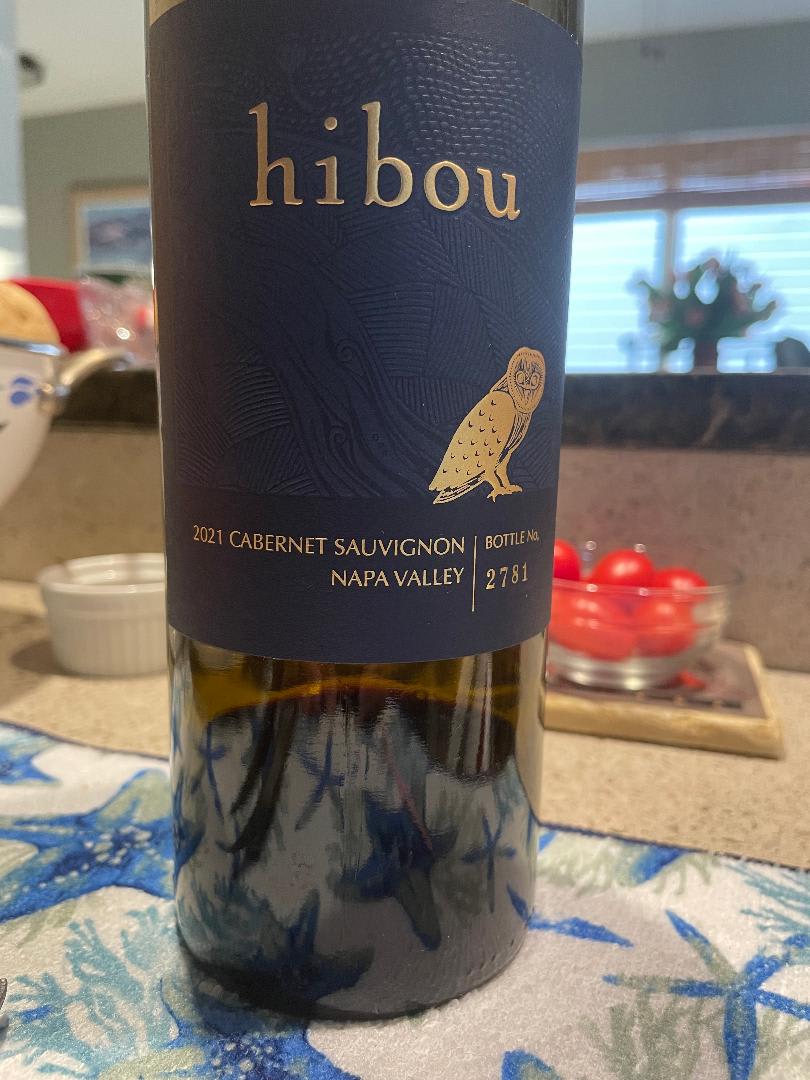 hibou
2021 CABERNET SAUVIGNON
NAPA VALLEY
BOTTLE No.
2781